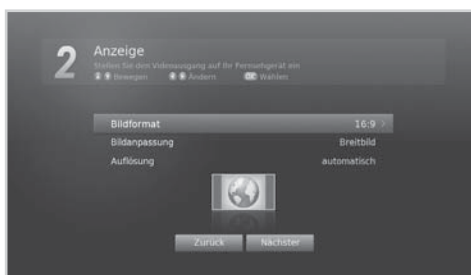 2 Anzeige
Stellen Sie den Videoausgang auf Ihr Fernsehgerät ein
Bewegen Ändern OK Wählen
Bildformat 16:9
Bildanpassung Breitbild
Auflösung automatisch
Zurück Nächster